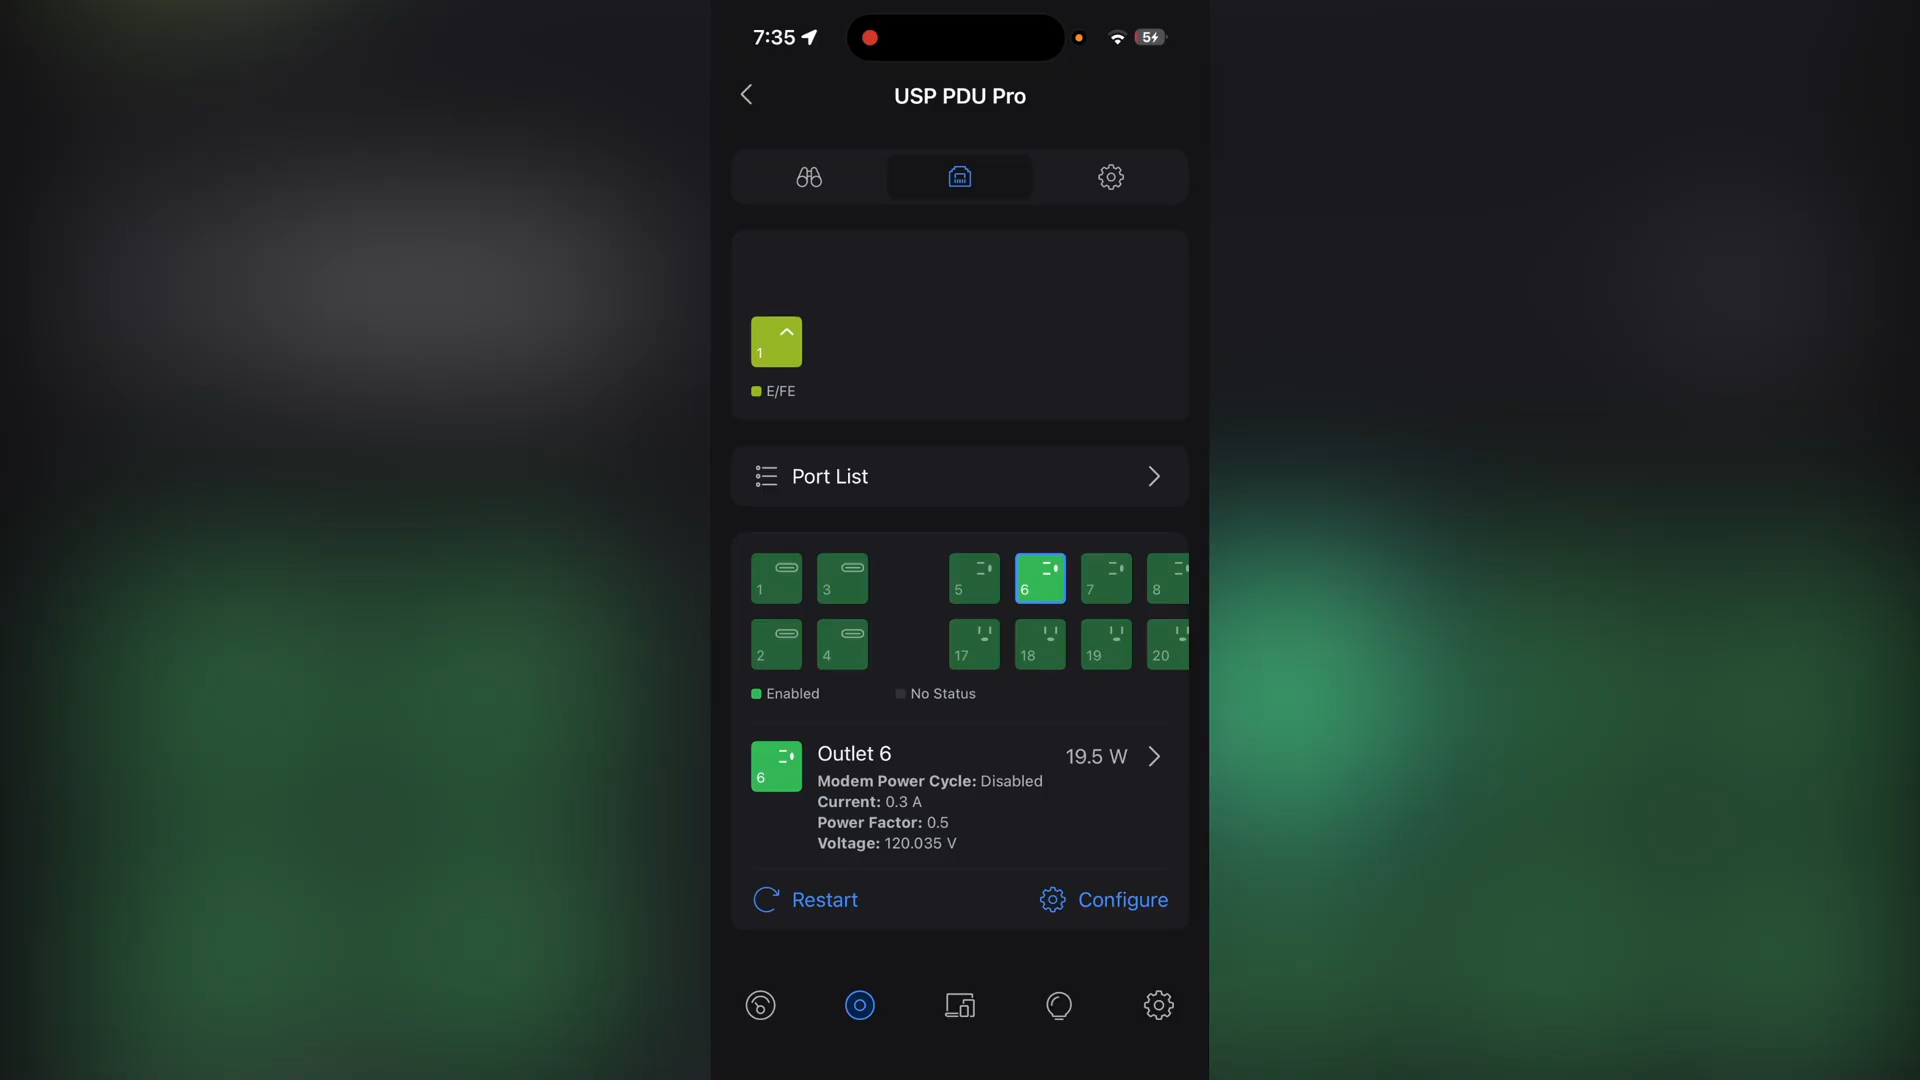 7:35
5
USP PDU Pro
1
E/FE
Port List
1 3 5 6 7 8
2 4 17 18 19 20
Enabled No Status
6
Outlet 6 19.5 W
Modem Power Cycle: Disabled
Current: 0.3 A
Power Factor: 0.5
Voltage: 120.035 V
Restart Configure